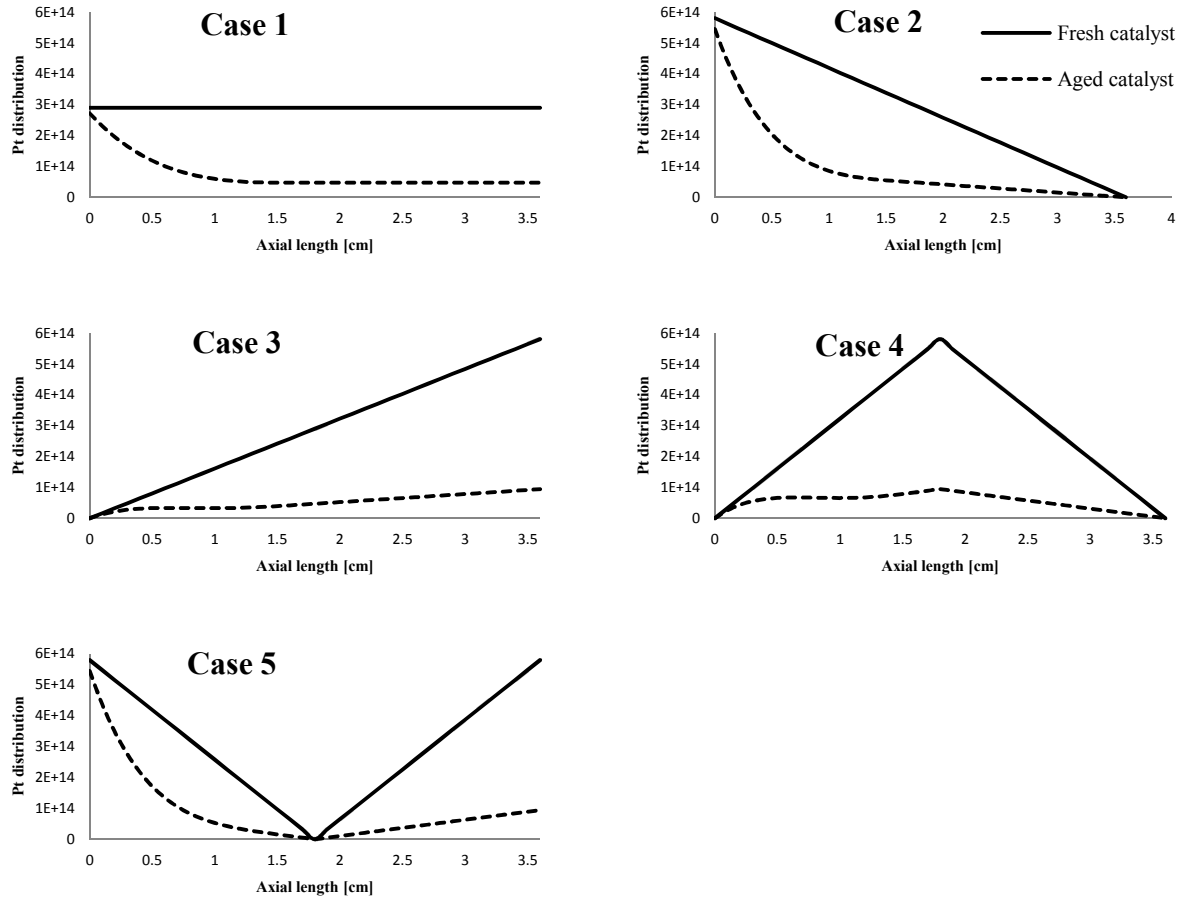 Case 1
6E+14
5E+14
4E+14
3E+14
2E+14
1E+14
0
Pt distribution
0 0.5 1 1.5 2 2.5 3 3.5
Axial length [cm]
Case 2
Fresh catalyst
Aged catalyst
6E+14
5E+14
4E+14
3E+14
2E+14
1E+14
0
Pt distribution
0 0.5 1 1.5 2 2.5 3 3.5 4
Axial length [cm]
Case 3
6E+14
5E+14
4E+14
3E+14
2E+14
1E+14
0
Pt distribution
0 0.5 1 1.5 2 2.5 3 3.5
Axial length [cm]
Case 4
6E+14
5E+14
4E+14
3E+14
2E+14
1E+14
0
Pt distribution
0 0.5 1 1.5 2 2.5 3 3.5
Axial length [cm]
Case 5
6E+14
5E+14
4E+14
3E+14
2E+14
1E+14
0
Pt distribution
0 0.5 1 1.5 2 2.5 3 3.5
Axial length [cm]